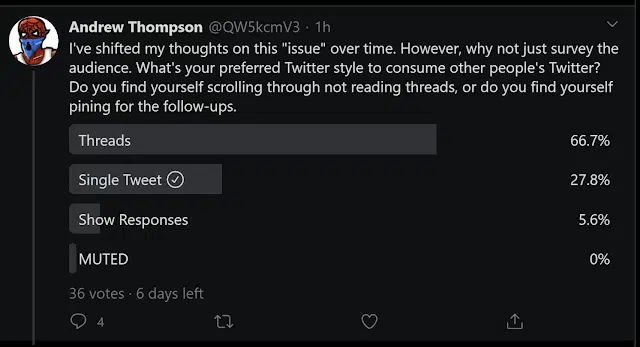 Andrew Thompson @QW5kcmV3 · 1h
I've shifted my thoughts on this "issue" over time. However, why not just survey the
audience. What's your preferred Twitter style to consume other people's Twitter?
Do you find yourself scrolling through not reading threads, or do you find yourself
pining for the follow-ups.
Threads 66.7%
Single Tweet 27.8%
Show Responses 5.6%
MUTED 0%
36 votes · 6 days left
4